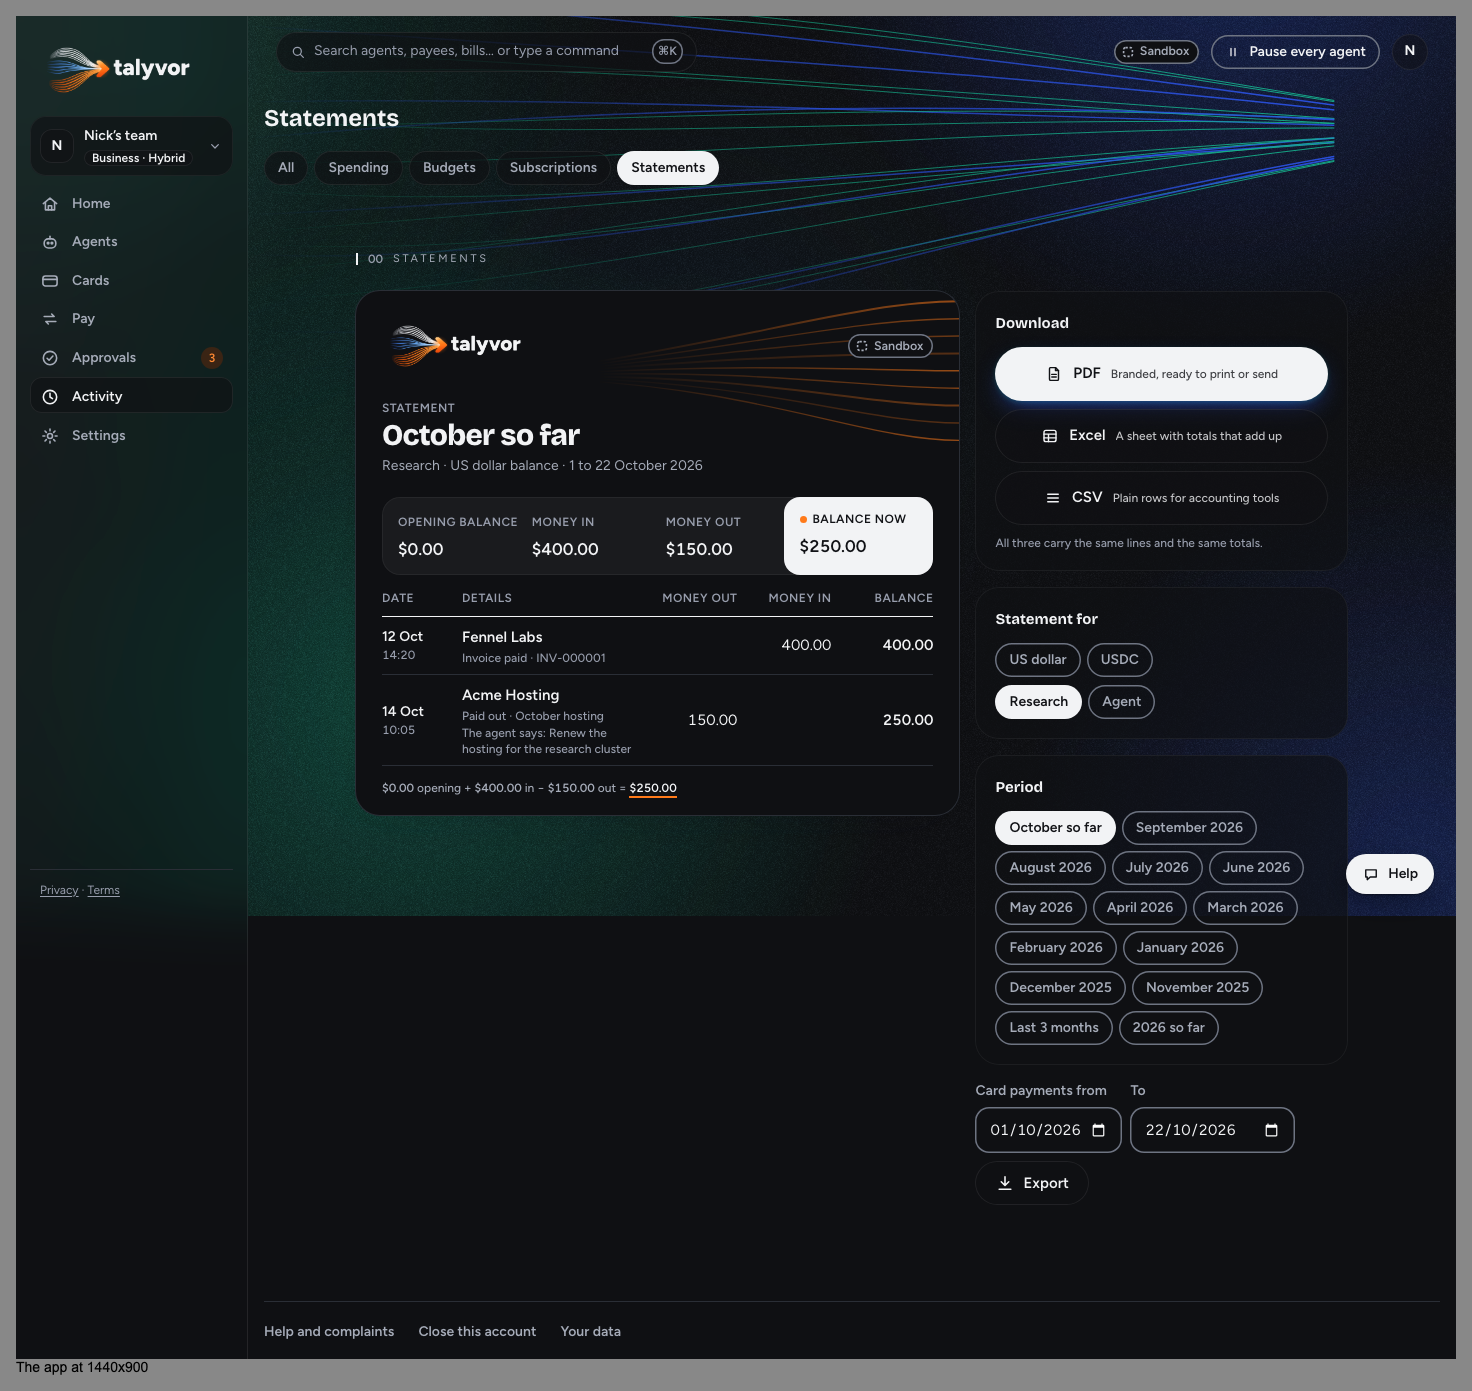 talyvor
Search agents, payees, bills... or type a command
⌘K
Sandbox
Pause every agent
N
N
Nick's team
Business · Hybrid
Home
Agents
Cards
Pay
Approvals
3
Activity
Settings
Privacy · Terms
Statements
All
Spending
Budgets
Subscriptions
Statements
00 STATEMENTS
talyvor
Sandbox
STATEMENT
October so far
Research · US dollar balance · 1 to 22 October 2026
OPENING BALANCE
$0.00
MONEY IN
$400.00
MONEY OUT
$150.00
BALANCE NOW
$250.00
DATE DETAILS MONEY OUT MONEY IN BALANCE
12 Oct
14:20
Fennel Labs
Invoice paid · INV-000001
400.00 400.00
14 Oct
10:05
Acme Hosting
Paid out · October hosting
The agent says: Renew the
hosting for the research cluster
150.00 250.00
$0.00 opening + $400.00 in − $150.00 out = $250.00
Download
PDF Branded, ready to print or send
Excel A sheet with totals that add up
CSV Plain rows for accounting tools
All three carry the same lines and the same totals.
Statement for
US dollar
USDC
Research
Agent
Period
October so far
September 2026
August 2026
July 2026
June 2026
May 2026
April 2026
March 2026
February 2026
January 2026
December 2025
November 2025
Last 3 months
2026 so far
Help
Card payments from
01/10/2026
To
22/10/2026
Export
Help and complaints
Close this account
Your data
The app at 1440x900